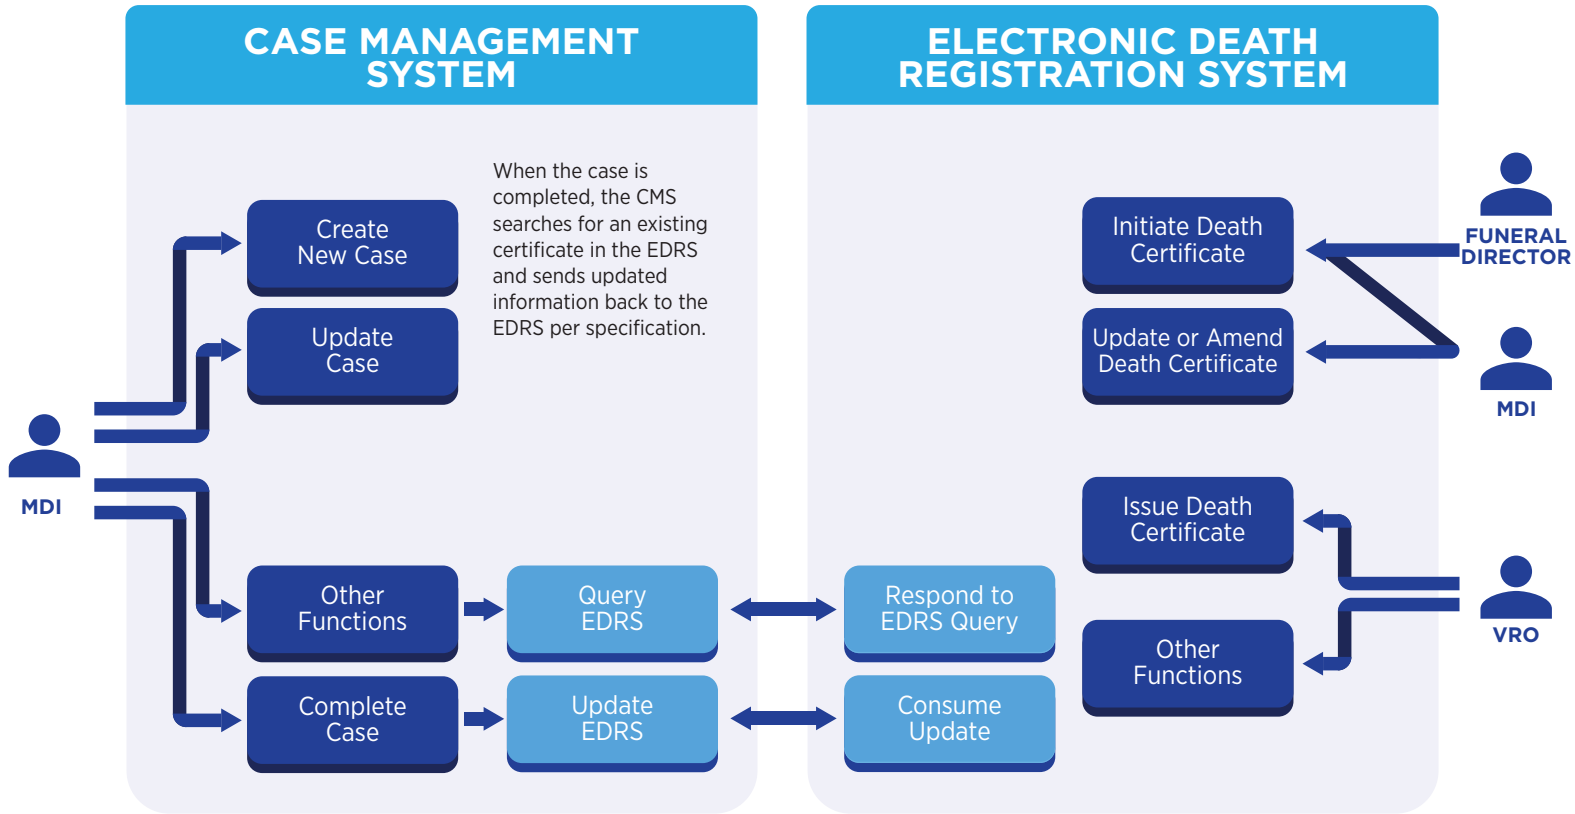 CASE MANAGEMENT
SYSTEM
When the case is
completed, the CMS
searches for an existing
certificate in the EDRS
and sends updated
information back to the
EDRS per specification.
Create
New Case
Update
Case
MDI
Other
Functions
Query
EDRS
Complete
Case
Update
EDRS
ELECTRONIC DEATH
REGISTRATION SYSTEM
Initiate Death
Certificate
FUNERAL
DIRECTOR
Update or Amend
Death Certificate
MDI
Issue Death
Certificate
Respond to
EDRS Query
VRO
Other
Functions
Consume
Update